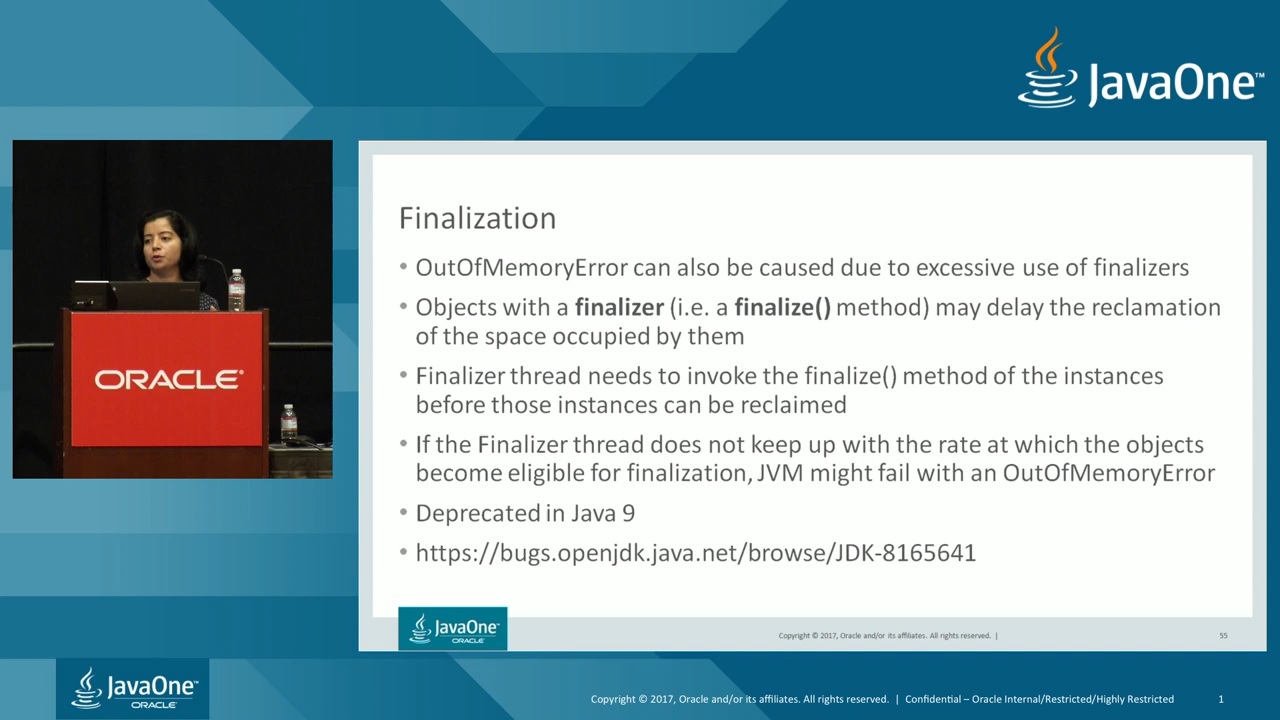 JavaOne™
ORACLE®
Finalization
• OutOfMemoryError can also be caused due to excessive use of finalizers
• Objects with a finalizer (i.e. a finalize() method) may delay the reclamation
of the space occupied by them
• Finalizer thread needs to invoke the finalize() method of the instances
before those instances can be reclaimed
• If the Finalizer thread does not keep up with the rate at which the objects
become eligible for finalization, JVM might fail with an OutOfMemoryError
• Deprecated in Java 9
• https://bugs.openjdk.java.net/browse/JDK-8165641
JavaOne™
ORACLE
Copyright © 2017, Oracle and/or its affiliates. All rights reserved. |
55
JavaOne™
ORACLE
Copyright © 2017, Oracle and/or its affiliates. All rights reserved. | Confidential – Oracle Internal/Restricted/Highly Restricted
1